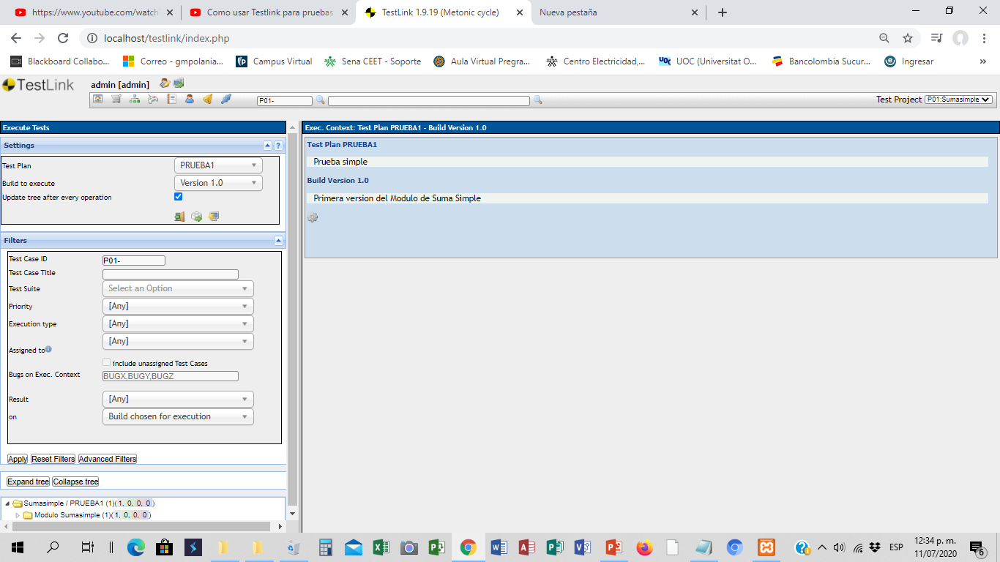 https://www.youtube.com/watch
Como usar Testlink para pruebas
TestLink 1.9.19 (Metonic cycle)
Nueva pestaña
localhost/testlink/index.php
Blackboard Collabo...
Correo - gmpolania...
Campus Virtual
Sena CEET - Soporte
Aula Virtual Pregra...
Centro Electricidad,...
UOC (Universitat O...
Bancolombia Sucur...
Ingresar
»
TestLink
admin [admin]
P01-
Test Project
P01:Sumasimple
Execute Tests
Settings
?
Test Plan
PRUEBA1
Build to execute
Version 1.0
Update tree after every operation
Filters
Test Case ID
P01-
Test Case Title
Test Suite
Select an Option
Priority
[Any]
Execution type
[Any]
[Any]
Assigned to
include unassigned Test Cases
Bugs on Exec. Context
BUGX,BUGY,BUGZ
Result
[Any]
on
Build chosen for execution
Apply
Reset Filters
Advanced Filters
Expand tree
Collapse tree
Sumasimple / PRUEBA1 (1)(1, 0, 0, 0)
Modulo Sumasimple (1)(1, 0, 0, 0)
Exec. Context: Test Plan PRUEBA1 - Build Version 1.0
Test Plan PRUEBA1
Prueba simple
Build Version 1.0
Primera version del Modulo de Suma Simple
ESP
12:34 p. m.
11/07/2020
6